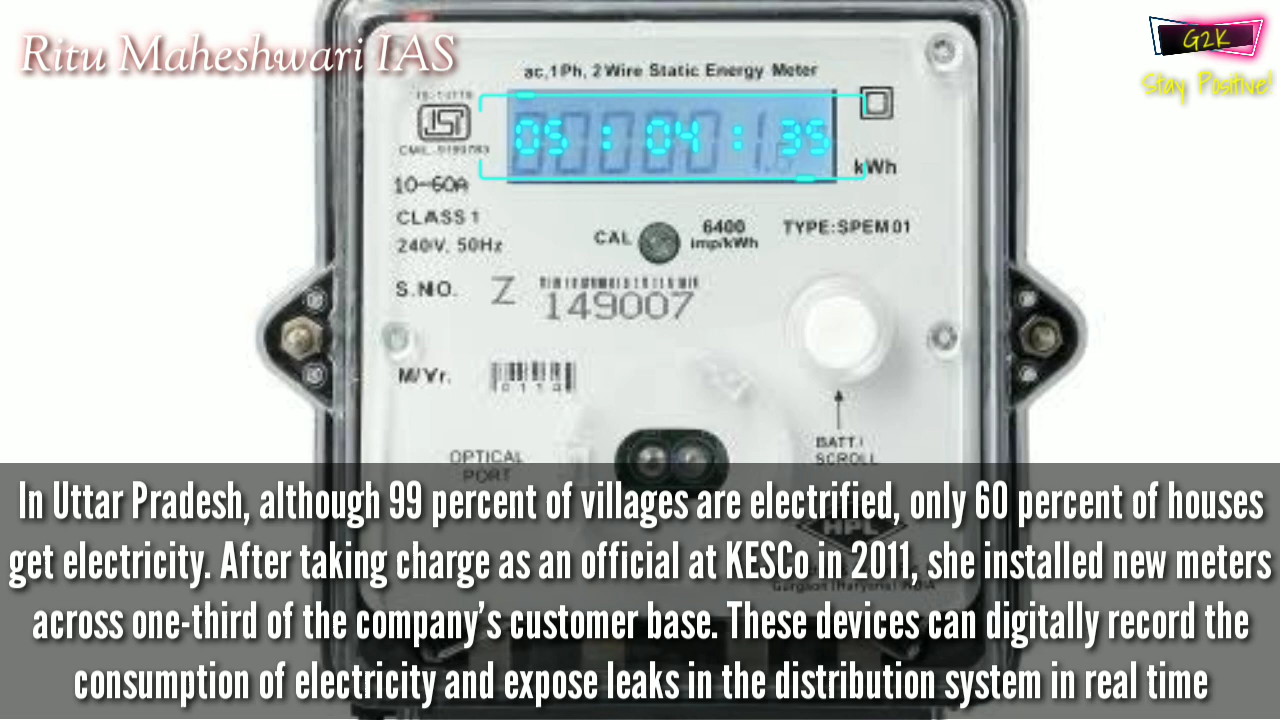 Ritu Maheshwari IAS
G2K
Stay Positive!
ac,1Ph, 2Wire Static Energy Meter
05 : 04 : 35
kWh
10-60A
CLASS 1
240V, 50Hz
CAL
6400
imp/kWh
TYPE:SPEM01
S.NO.
Z
149007
M/Yr.
0114
BATT/
SCROLL
OPTICAL
PORT
HPL
In Uttar Pradesh, although 99 percent of villages are electrified, only 60 percent of houses
get electricity. After taking charge as an official at KESCo in 2011, she installed new meters
across one-third of the company's customer base. These devices can digitally record the
consumption of electricity and expose leaks in the distribution system in real time